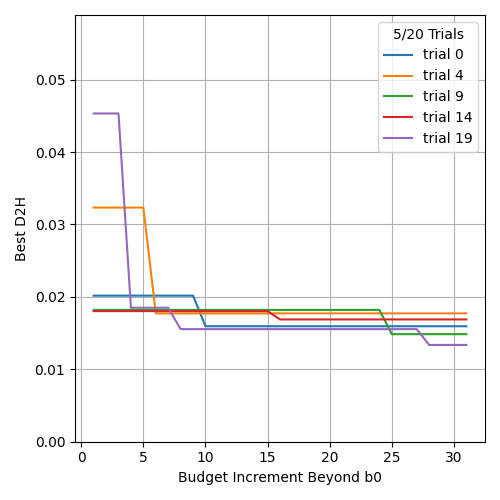 5/20 Trials
trial 0
trial 4
trial 9
trial 14
trial 19
Best D2H
0.05
0.04
0.03
0.02
0.01
0.00
0 5 10 15 20 25 30
Budget Increment Beyond b0